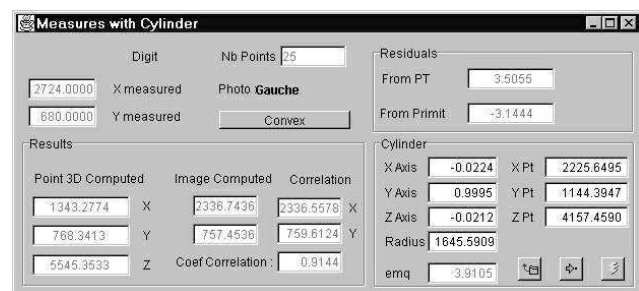 Measures with Cylinder
Digit Nb Points 25
2724.0000 X measured Photo Gauche
680.0000 Y measured Convex
Residuals
From PT 3.5055
From Primit -3.1444
Results
Point 3D Computed Image Computed Correlation
1343.2774 X 2336.7436 2336.5578 X
768.3413 Y 757.4536 759.6124 Y
5545.3533 Z Coef Correlation : 0.9144
Cylinder
X Axis -0.0224 X Pt 2225.6495
Y Axis 0.9995 Y Pt 1144.3947
Z Axis -0.0212 Z Pt 4157.4590
Radius 1645.5909
emq 3.9105